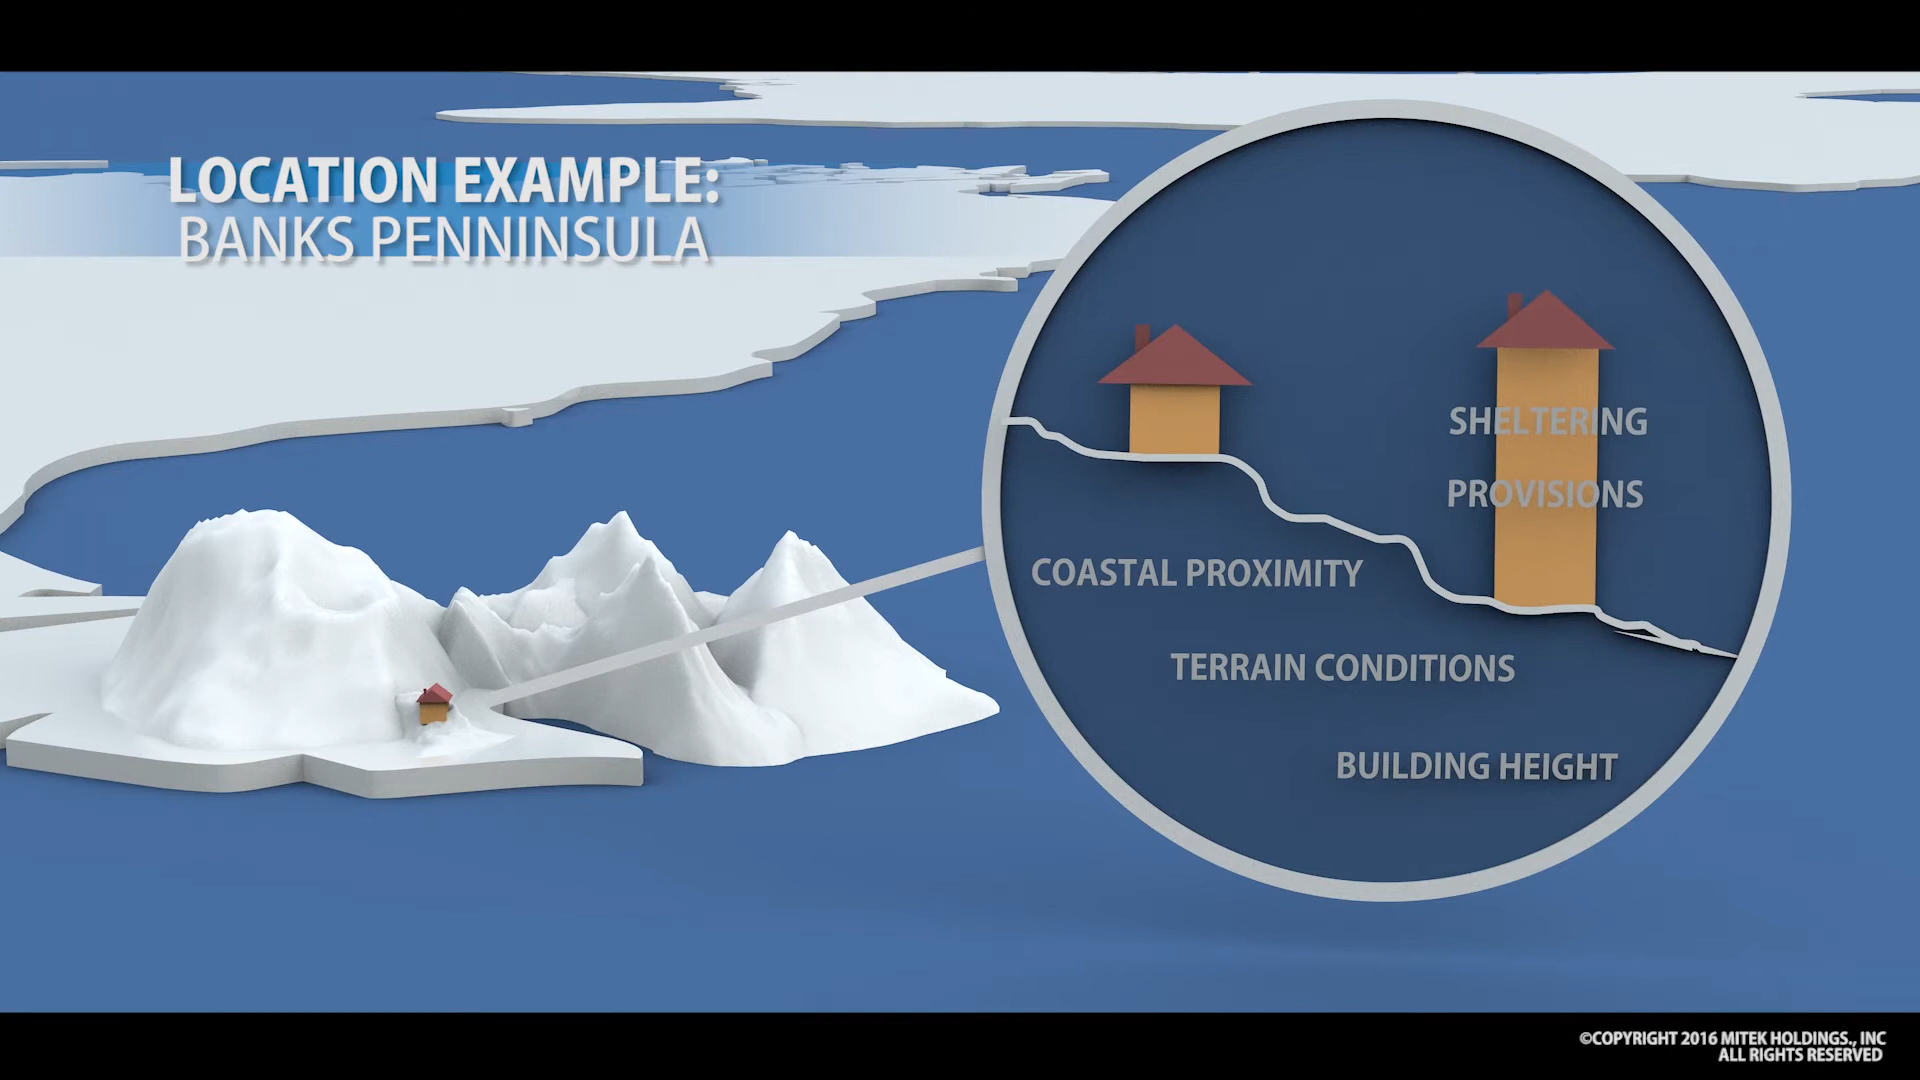 LOCATION EXAMPLE:
BANKS PENNINSULA
SHELTERING
PROVISIONS
COASTAL PROXIMITY
TERRAIN CONDITIONS
BUILDING HEIGHT
©COPYRIGHT 2016 MITEK HOLDINGS., INC
ALL RIGHTS RESERVED